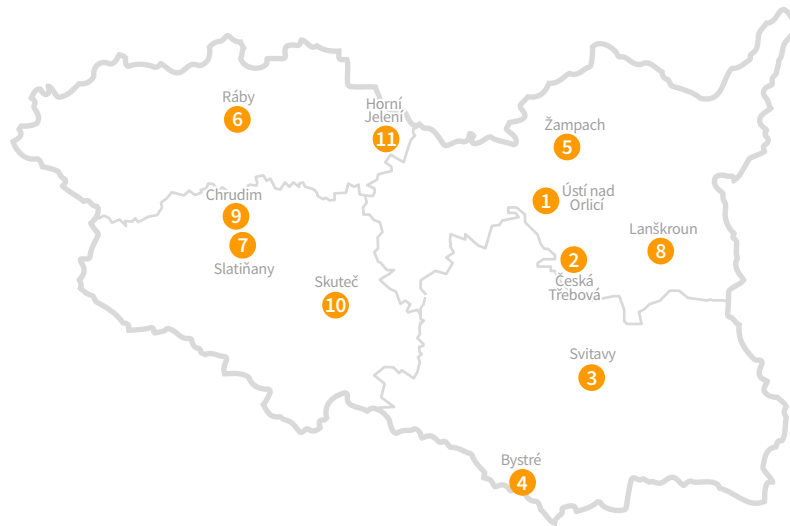 Ráby
6
Horní
Jelení
11
Žampach
5
Chrudim
9
7
Slatiňany
1
Ústí nad
Orlicí
Lanškroun
8
2
Česká
Třebová
Skuteč
10
Svitavy
3
Bystré
4